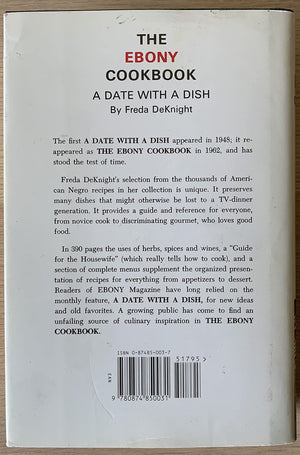 THE
EBONY
COOKBOOK
A DATE WITH A DISH
By Freda DeKnight
The first A DATE WITH A DISH appeared in 1948; it re-
appeared as THE EBONY COOKBOOK in 1962, and has
stood the test of time.
Freda DeKnight's selection from the thousands of Ameri-
can Negro recipes in her collection is unique. It preserves
many dishes that might otherwise be lost to a TV-dinner
generation. It provides a guide and reference for everyone,
from novice cook to discriminating gourmet, who loves good
food.
In 390 pages the uses of herbs, spices and wines, a "Guide
for the Housewife" (which really tells how to cook), and a
section of complete menus supplement the organized presen-
tation of recipes for everything from appetizers to dessert.
Readers of EBONY Magazine have long relied on the
monthly feature, A DATE WITH A DISH, for new ideas
and old favorites. A growing public has come to find an
unfailing source of culinary inspiration in THE EBONY
COOKBOOK.
ISBN 0-87485-003-7
51795
EAN
9 780874 850031